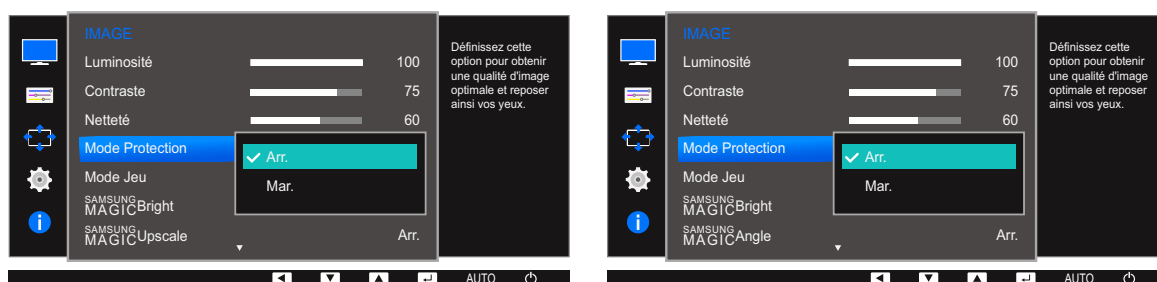 IMAGE
Luminosité 100
Contraste 75
Netteté 60
Mode Protection
Arr.
Mar.
Mode Jeu
SAMSUNG
MAGICBright
SAMSUNG
MAGICUpscale Arr.
Définissez cette
option pour obtenir
une qualité d'image
optimale et reposer
ainsi vos yeux.
AUTO
IMAGE
Luminosité 100
Contraste 75
Netteté 60
Mode Protection
Arr.
Mar.
Mode Jeu
SAMSUNG
MAGICBright
SAMSUNG
MAGICAngle Arr.
Définissez cette
option pour obtenir
une qualité d'image
optimale et reposer
ainsi vos yeux.
AUTO